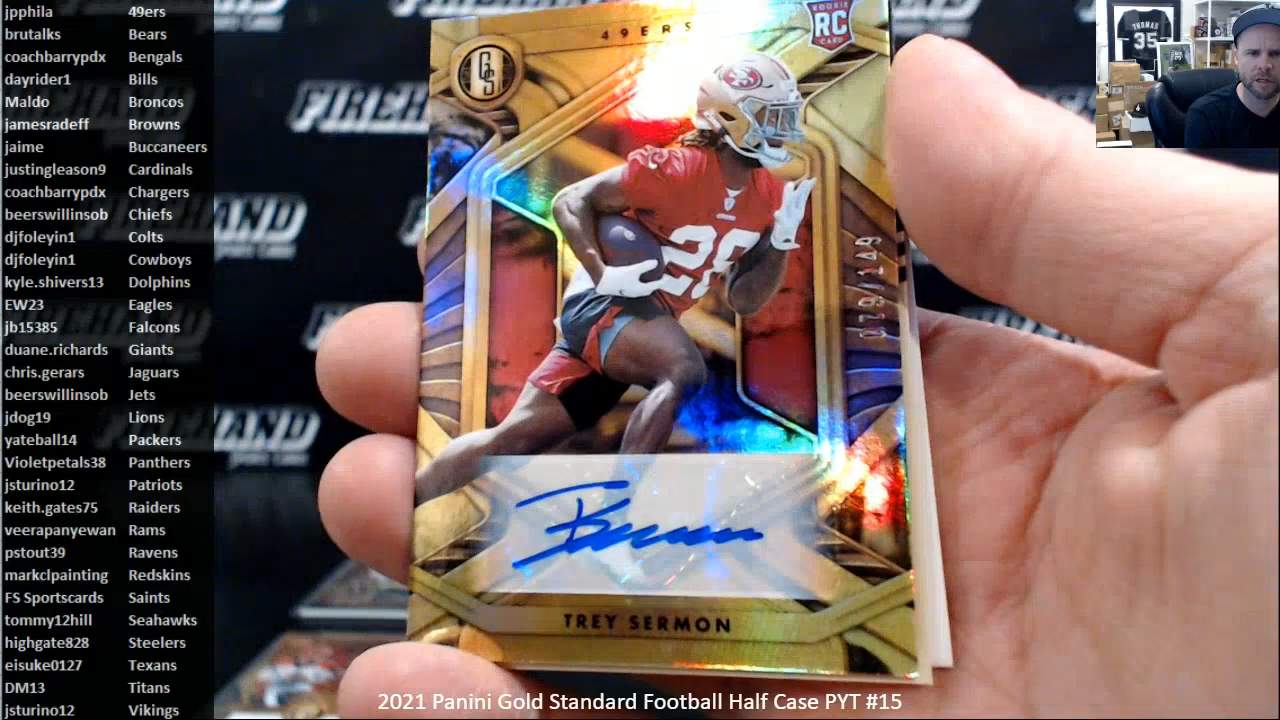 jpphila 49ers
brutalks Bears
coachbarrypdx Bengals
dayrider1 Bills
Maldo Broncos
jamesradeff Browns
jaime Buccaneers
justingleason9 Cardinals
coachbarrypdx Chargers
beerswillinsob Chiefs
djfoleyin1 Colts
djfoleyin1 Cowboys
kyle.shivers13 Dolphins
EW23 Eagles
jb15385 Falcons
duane.richards Giants
chris.gerars Jaguars
beerswillinsob Jets
jdog19 Lions
yateball14 Packers
Violetpetals38 Panthers
jsturino12 Patriots
keith.gates75 Raiders
veerapanyewan Rams
pstout39 Ravens
markclpainting Redskins
FS Sportscards Saints
tommy12hill Seahawks
highgate828 Steelers
eisuke0127 Texans
DM13 Titans
jsturino12 Vikings
49ERS
ROOKIE
RC
CARD
GS
28
079/149
TREY SERMON
THOMAS
35
FIREHAND
2021 Panini Gold Standard Football Half Case PYT #15